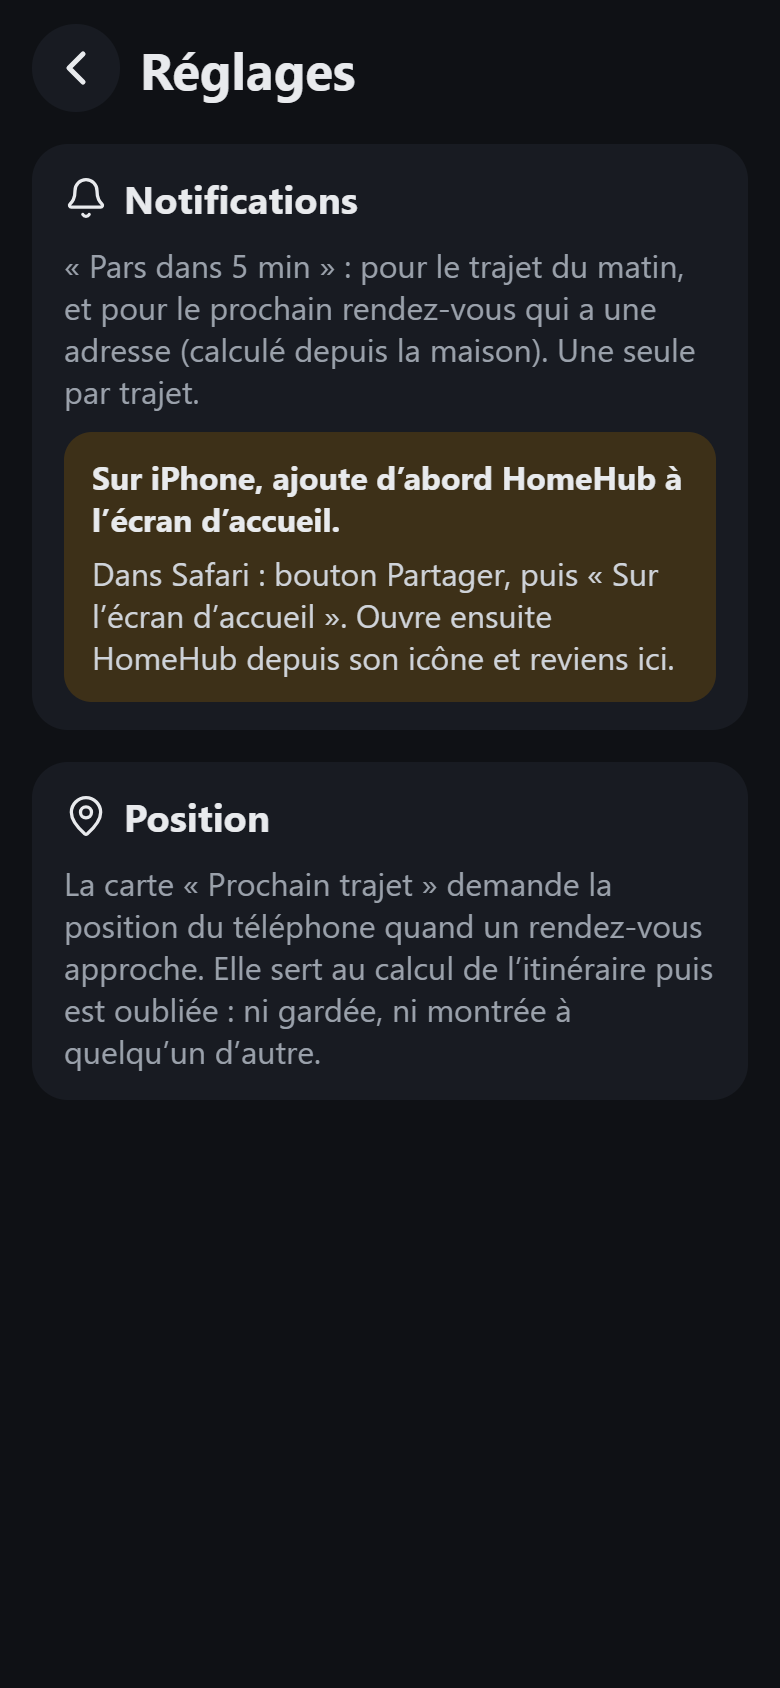 Réglages
Notifications
« Pars dans 5 min » : pour le trajet du matin,
et pour le prochain rendez-vous qui a une
adresse (calculé depuis la maison). Une seule
par trajet.
Sur iPhone, ajoute d’abord HomeHub à
l’écran d’accueil.
Dans Safari : bouton Partager, puis « Sur
l’écran d’accueil ». Ouvre ensuite
HomeHub depuis son icône et reviens ici.
Position
La carte « Prochain trajet » demande la
position du téléphone quand un rendez-vous
approche. Elle sert au calcul de l’itinéraire puis
est oubliée : ni gardée, ni montrée à
quelqu’un d’autre.